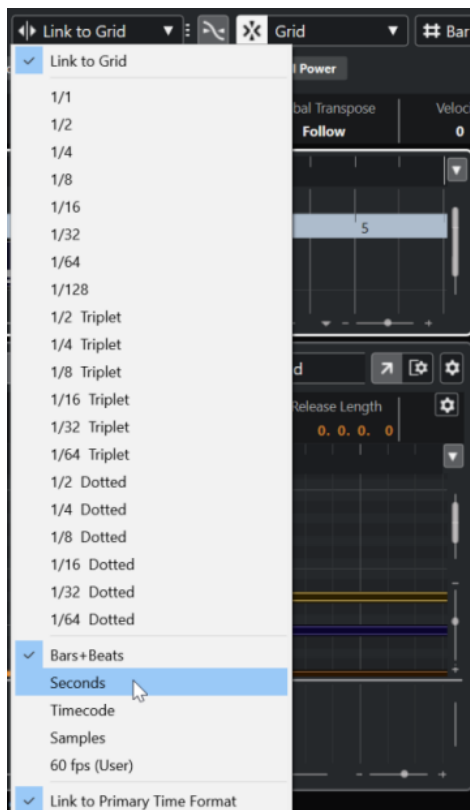 Link to Grid Grid Bar
Link to Grid
Power
1/1
1/2
bal Transpose Veloc
Follow 0
1/4
1/8
1/16
1/32
5
1/64
1/128
1/2 Triplet
1/4 Triplet
1/8 Triplet
d
1/16 Triplet
Release Length
1/32 Triplet
0. 0. 0. 0
1/64 Triplet
1/2 Dotted
1/4 Dotted
1/8 Dotted
1/16 Dotted
1/32 Dotted
1/64 Dotted
Bars+Beats
Seconds
Timecode
Samples
60 fps (User)
Link to Primary Time Format